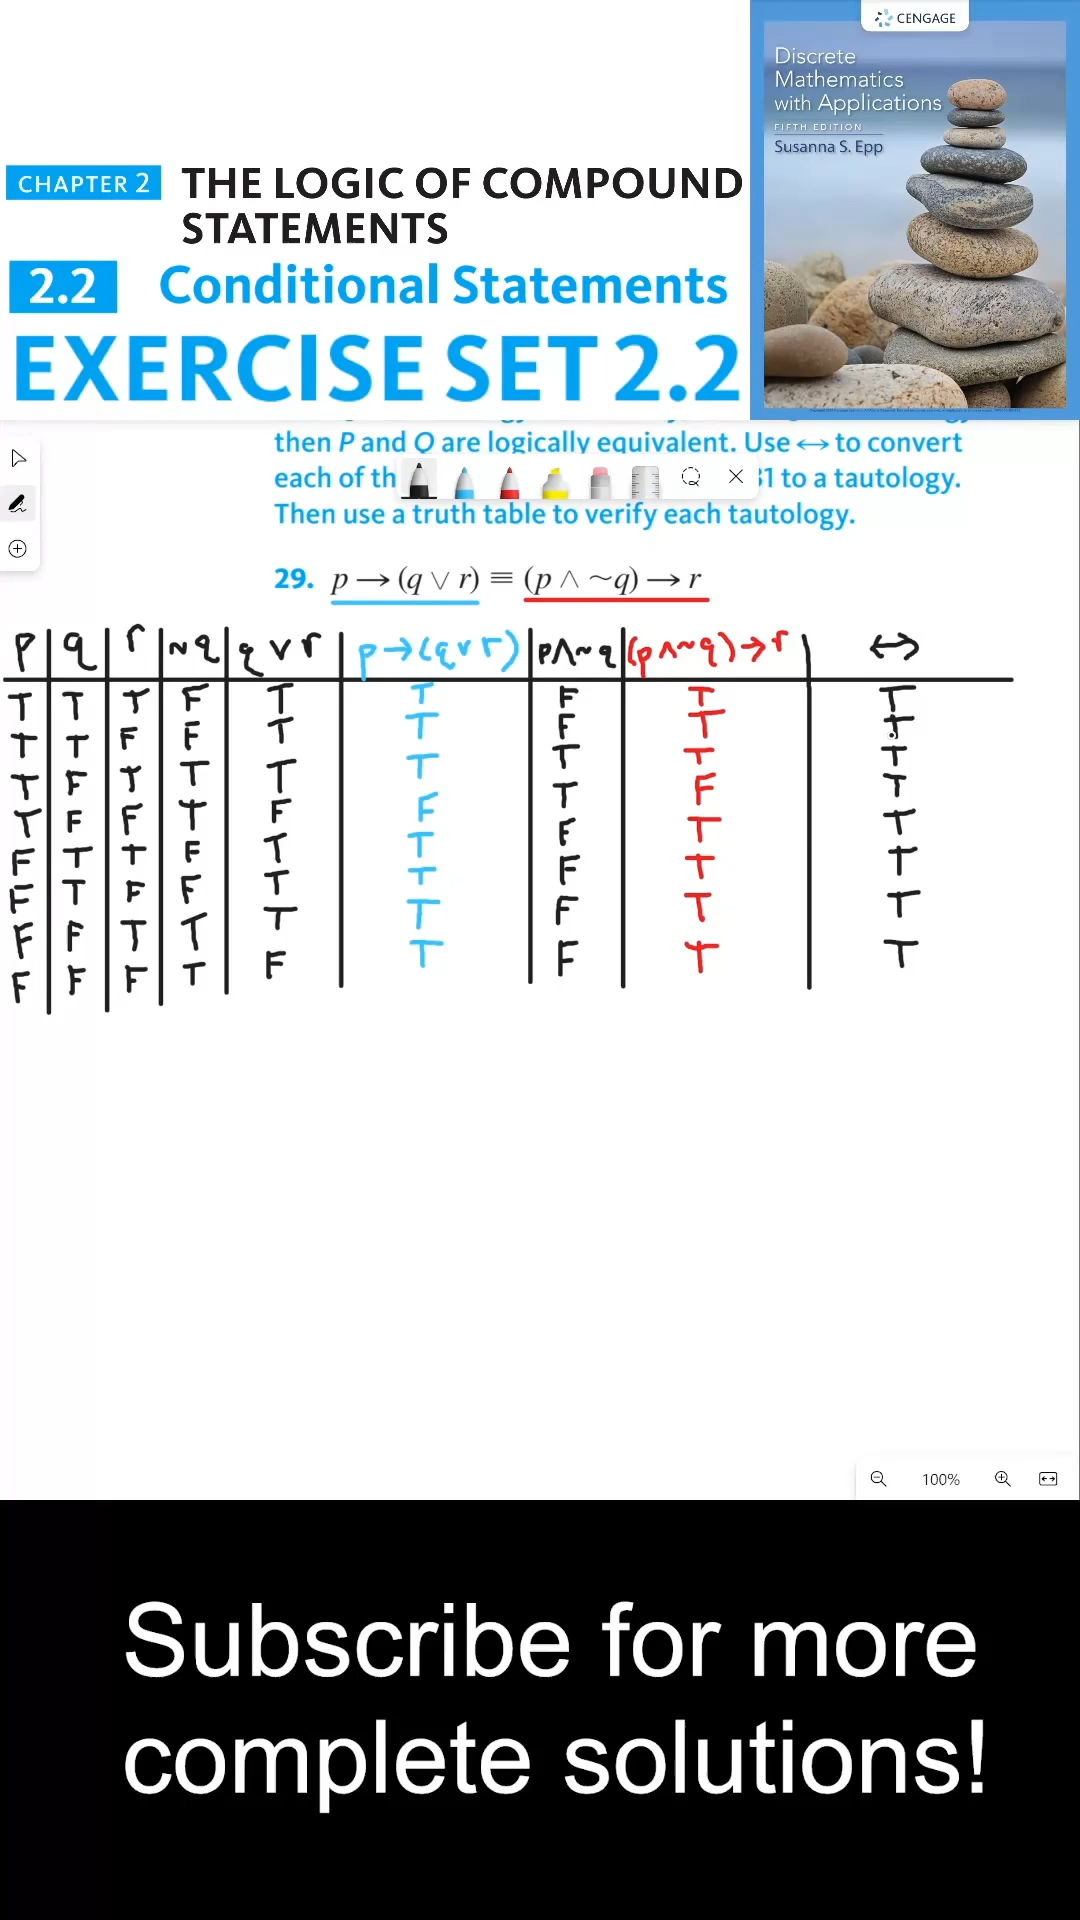 CENGAGE
Discrete
Mathematics
with Applications
FIFTH EDITION
Susanna S. Epp
CHAPTER 2 THE LOGIC OF COMPOUND
STATEMENTS
2.2 Conditional Statements
EXERCISE SET 2.2
then P and Q are logically equivalent. Use ↔ to convert
each of th 31 to a tautology.
Then use a truth table to verify each tautology.
29. p → (q ∨ r) ≡ (p ∧ ~q) → r
p q r ~q q ∨ r p→(q∨r) p∧~q (p∧~q)→r ↔
T T T F T T F T T
T T F F T T F T T
T F T T T T T T T
T F F T F F T F T
F T T F T T F T T
F T F F T T F T T
F F T T T T F T T
F F F T F T F T T
100%
Subscribe for more
complete solutions!